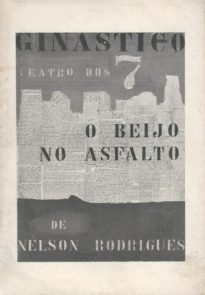 GINASTICO
TEATRO DOS 7
O BEIJO
NO ASFALTO
DE
NELSON RODRIGUES